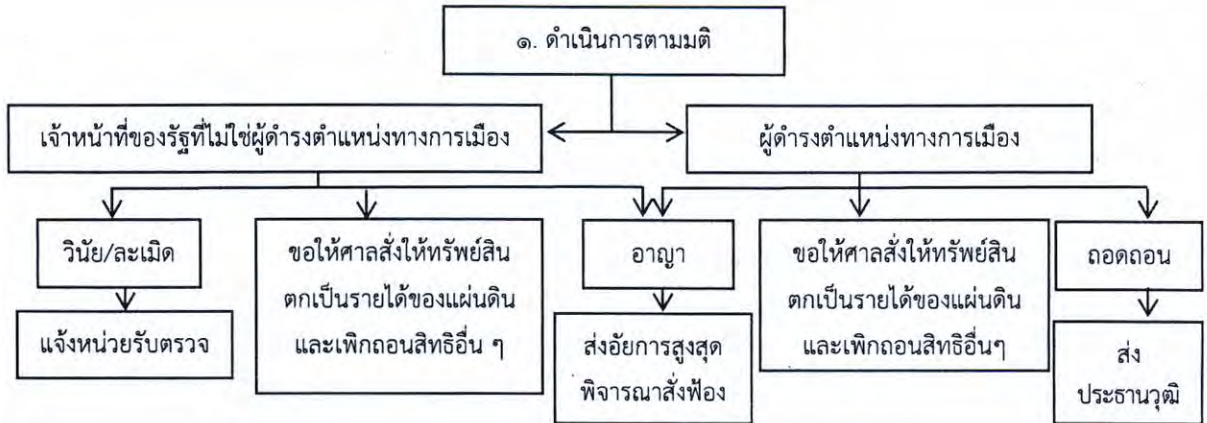 ๑. ดำเนินการตามมติ
เจ้าหน้าที่ของรัฐที่ไม่ใช่ผู้ดำรงตำแหน่งทางการเมือง
ผู้ดำรงตำแหน่งทางการเมือง
วินัย/ละเมิด
แจ้งหน่วยรับตรวจ
ขอให้ศาลสั่งให้ทรัพย์สิน
ตกเป็นรายได้ของแผ่นดิน
และเพิกถอนสิทธิอื่น ๆ
อาญา
ส่งอัยการสูงสุด
พิจารณาสั่งฟ้อง
ขอให้ศาลสั่งให้ทรัพย์สิน
ตกเป็นรายได้ของแผ่นดิน
และเพิกถอนสิทธิอื่นๆ
ถอดถอน
ส่ง
ประธานวุฒิ